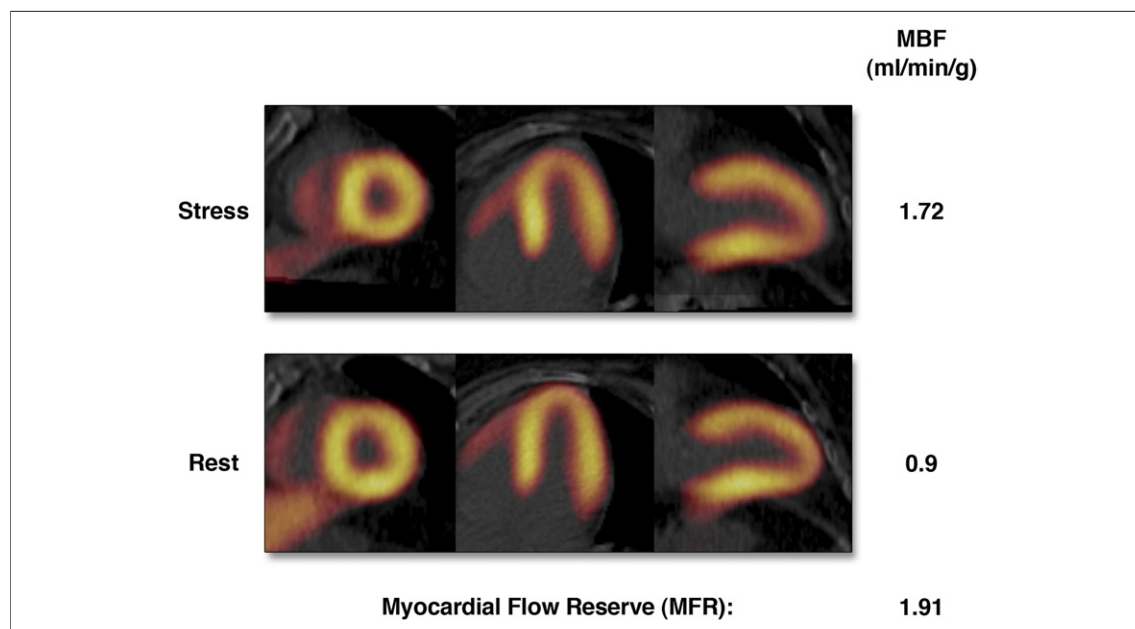 MBF
(ml/min/g)
Stress
1.72
Rest
0.9
Myocardial Flow Reserve (MFR):
1.91